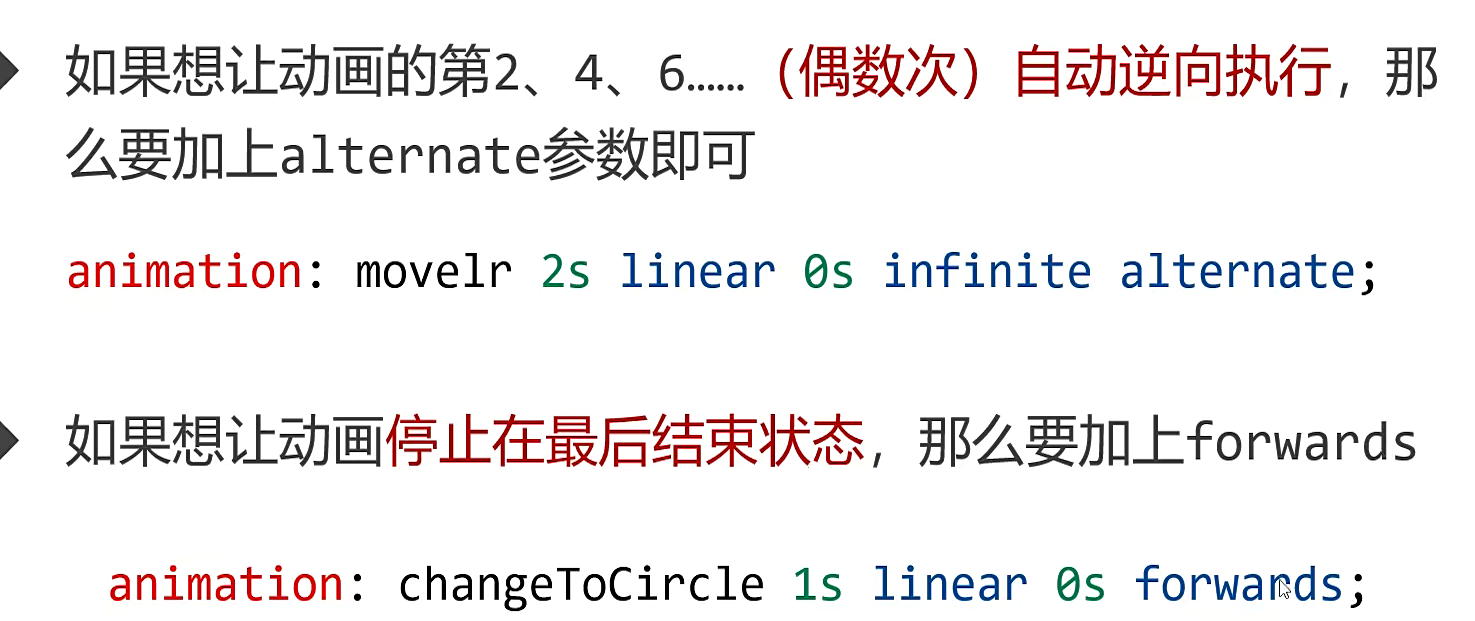 如果想让动画的第2、4、6……（偶数次）自动逆向执行，那
么要加上alternate参数即可
animation: movelr 2s linear 0s infinite alternate;
如果想让动画停止在最后结束状态，那么要加上forwards
animation: changeToCircle 1s linear 0s forwards;